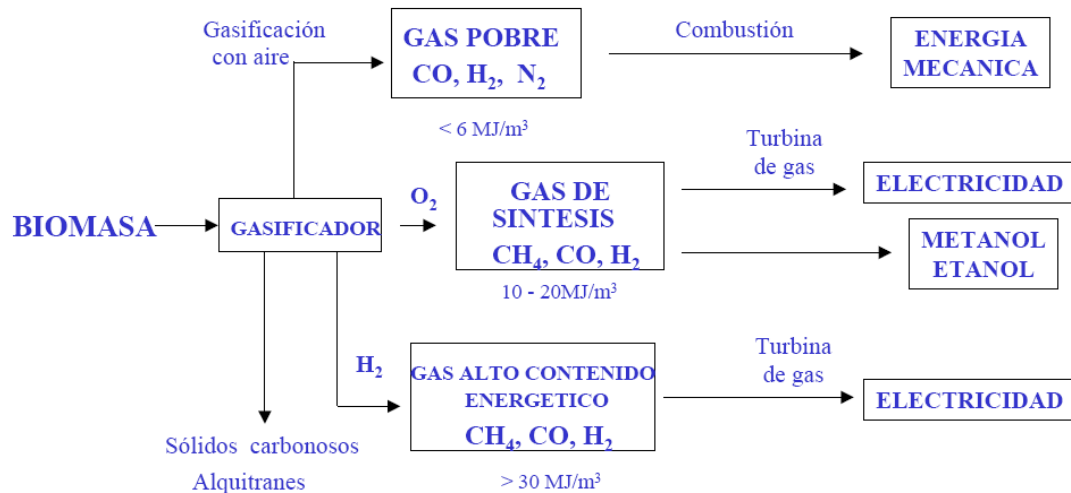 Gasificación
con aire
GAS POBRE
CO, H₂, N₂
< 6 MJ/m³
Combustión
ENERGIA
MECANICA
BIOMASA
GASIFICADOR
O₂
GAS DE
SINTESIS
CH₄, CO, H₂
10 - 20MJ/m³
Turbina
de gas
ELECTRICIDAD
METANOL
ETANOL
H₂
GAS ALTO CONTENIDO
ENERGETICO
CH₄, CO, H₂
> 30 MJ/m³
Turbina
de gas
ELECTRICIDAD
Sólidos carbonosos
Alquitranes